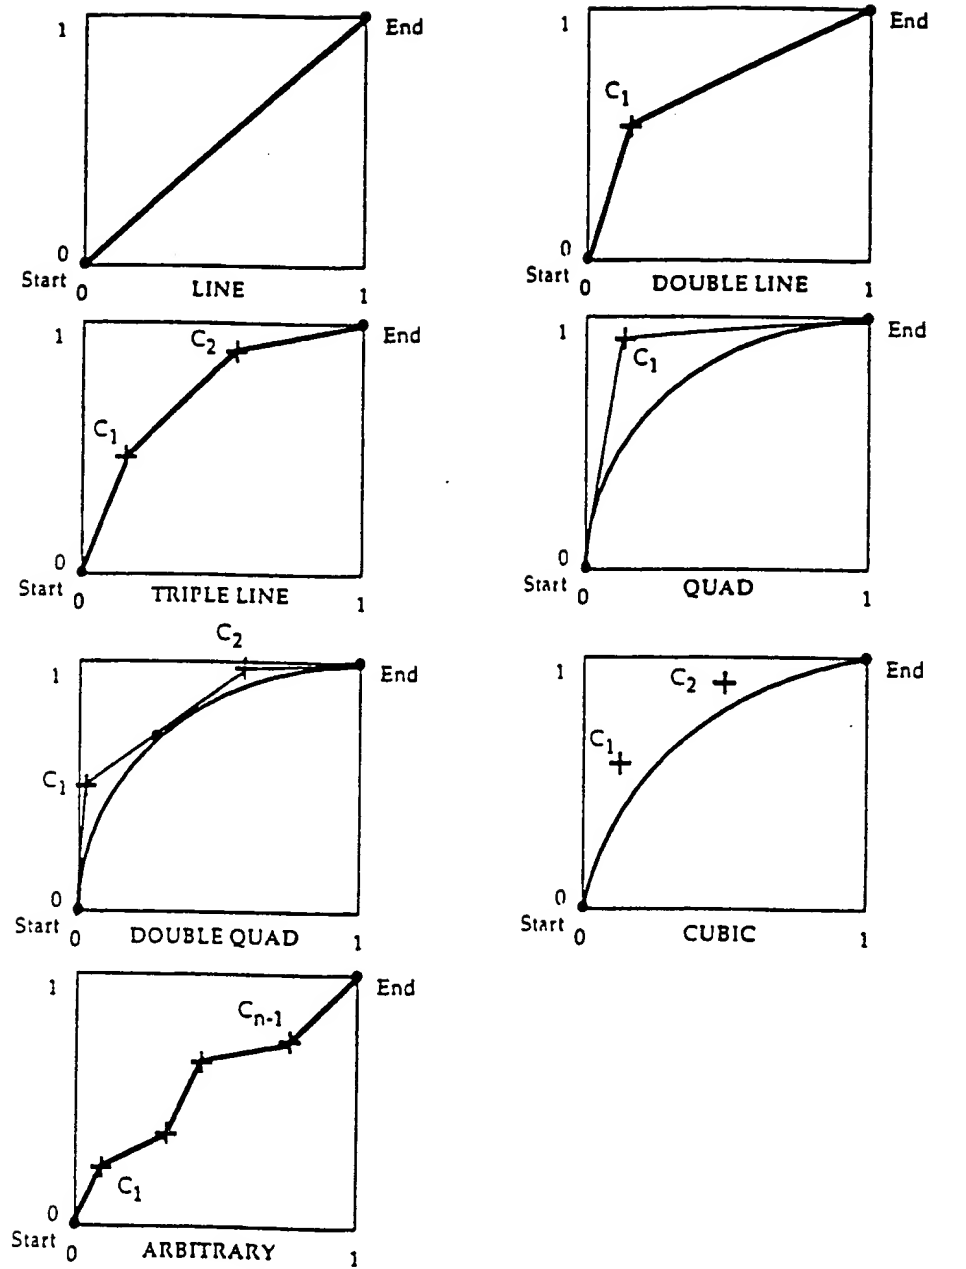 1
End
0
Start
0
LINE
1
1
End
C1
0
Start
0
DOUBLE LINE
1
1
End
C2
C1
0
Start
0
TRIPLE LINE
1
1
End
C1
0
Start
0
QUAD
1
C2
1
End
C1
0
Start
0
DOUBLE QUAD
1
1
End
C2
C1
0
Start
0
CUBIC
1
1
End
Cn-1
C1
0
Start
0
ARBITRARY
1